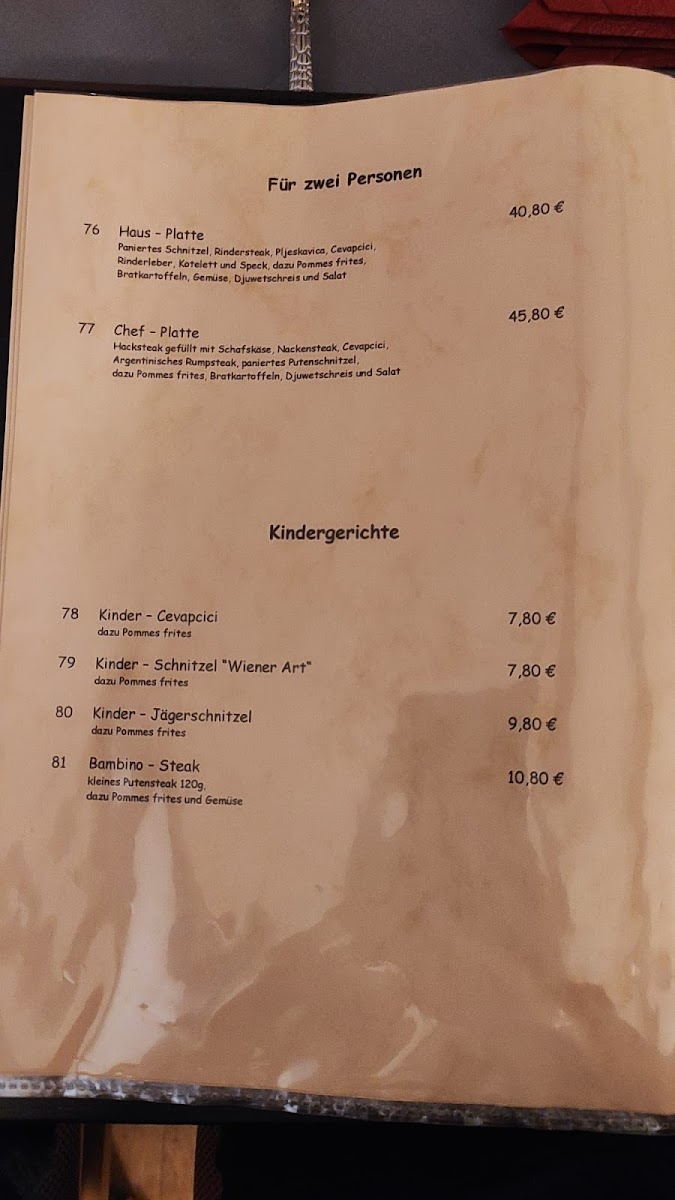 Für zwei Personen
76 Haus - Platte 40,80 €
Paniertes Schnitzel, Rindersteak, Pljeskavica, Cevapcici,
Rinderleber, Kotelett und Speck, dazu Pommes frites,
Bratkartoffeln, Gemüse, Djuwetschreis und Salat
77 Chef - Platte 45,80 €
Hacksteak gefüllt mit Schafskäse, Nackensteak, Cevapcici,
Argentinisches Rumpsteak, paniertes Putenschnitzel,
dazu Pommes frites, Bratkartoffeln, Djuwetschreis und Salat
Kindergerichte
78 Kinder - Cevapcici 7,80 €
dazu Pommes frites
79 Kinder - Schnitzel "Wiener Art" 7,80 €
dazu Pommes frites
80 Kinder - Jägerschnitzel 9,80 €
dazu Pommes frites
81 Bambino - Steak 10,80 €
kleines Putensteak 120g,
dazu Pommes frites und Gemüse